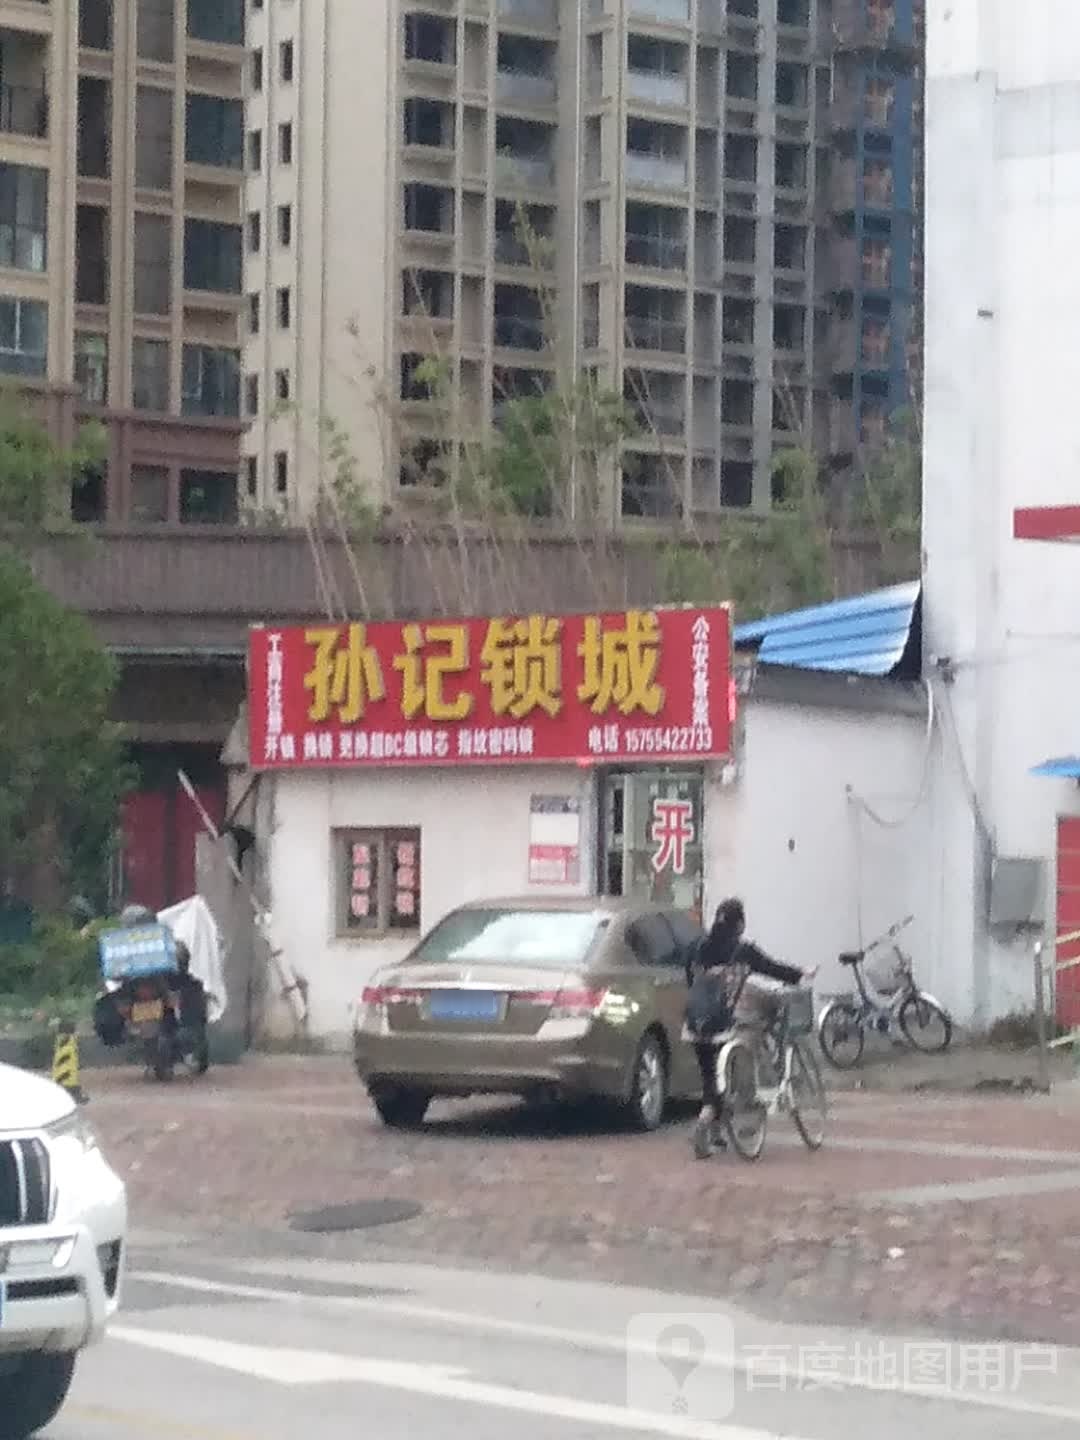 工商注册
孙记锁城
公安备案
开锁 换锁 更换超BC级锁芯 指纹密码锁
电话 15755422733
开
百度地图用户